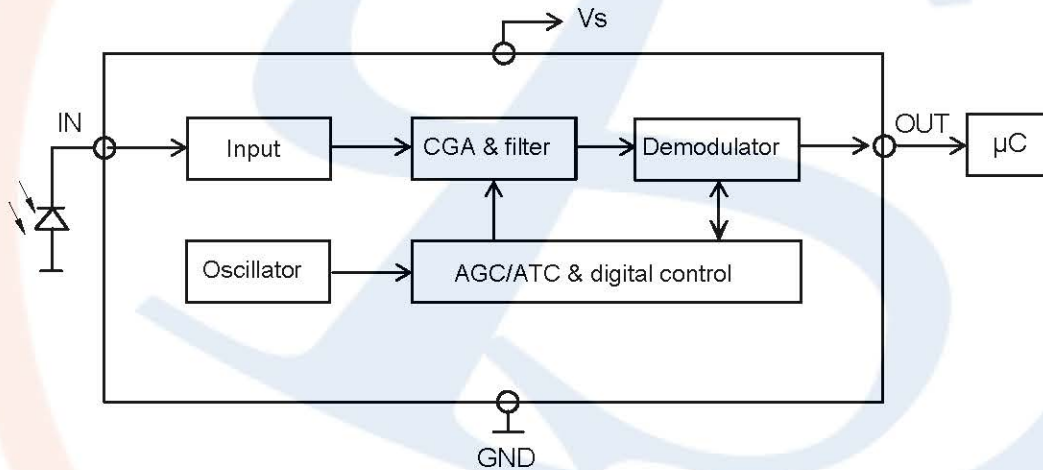 Vs
IN
OUT
Input
CGA & filter
Demodulator
µC
Oscillator
AGC/ATC & digital control
GND